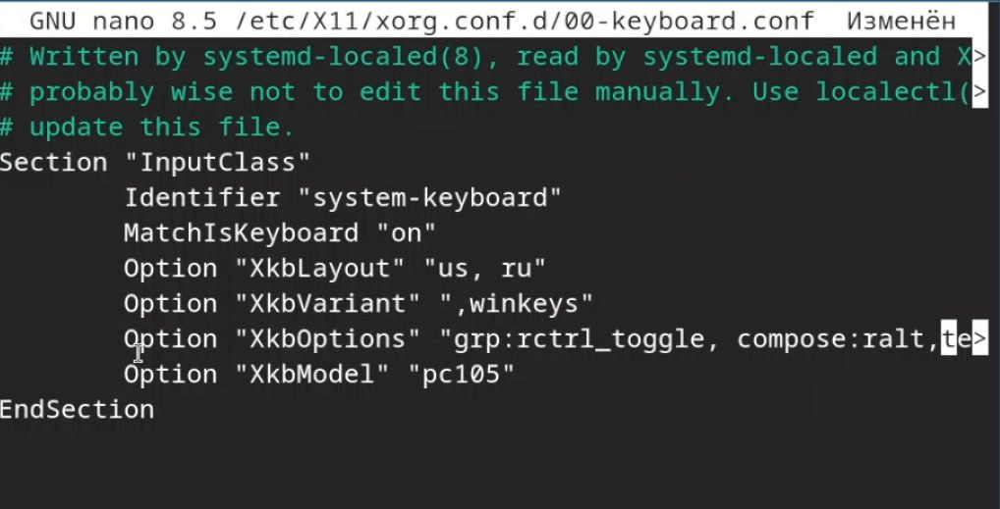 GNU nano 8.5 /etc/X11/xorg.conf.d/00-keyboard.conf Изменён
# Written by systemd-localed(8), read by systemd-localed and X>
# probably wise not to edit this file manually. Use localectl(>
# update this file.
Section "InputClass"
        Identifier "system-keyboard"
        MatchIsKeyboard "on"
        Option "XkbLayout" "us, ru"
        Option "XkbVariant" ",winkeys"
        Option "XkbOptions" "grp:rctrl_toggle, compose:ralt,te>
        Option "XkbModel" "pc105"
EndSection